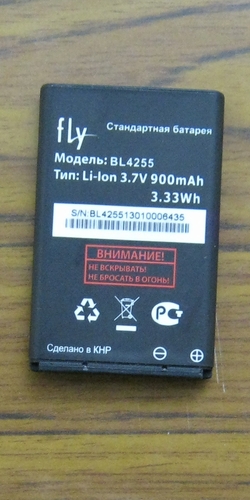 fly Стандартная батарея
Модель: BL4255
Тип: Li-Ion 3.7V 900mAh
3.33Wh
S/N:BL425513010006435
ВНИМАНИЕ!
НЕ ВСКРЫВАТЬ!
НЕ БРОСАТЬ В ОГОНЬ!
Сделано в КНР